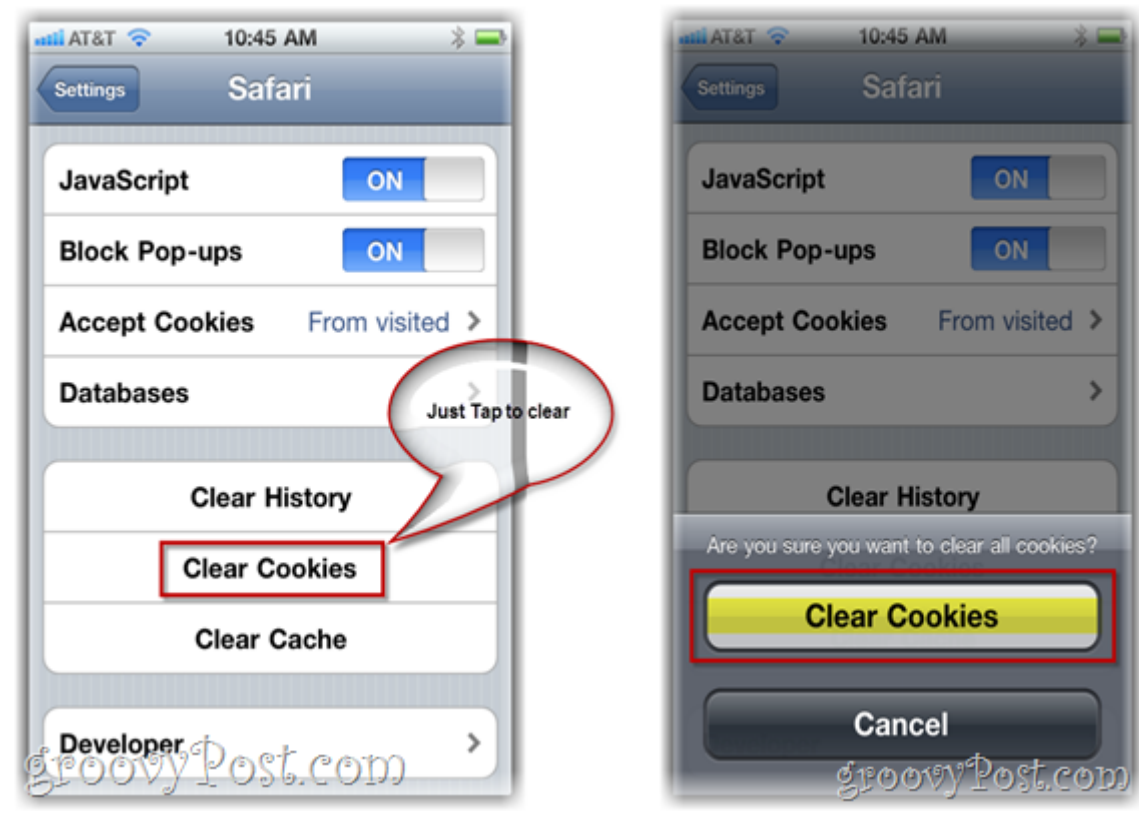 AT&T 10:45 AM
Settings Safari
JavaScript ON
Block Pop-ups ON
Accept Cookies From visited
Databases
Just Tap to clear
Clear History
Clear Cookies
Clear Cache
Developer
groovyPost.com
AT&T 10:45 AM
Settings Safari
JavaScript ON
Block Pop-ups ON
Accept Cookies From visited
Databases
Clear History
Are you sure you want to clear all cookies?
Clear Cookies
Clear Cookies
Cancel
groovyPost.com